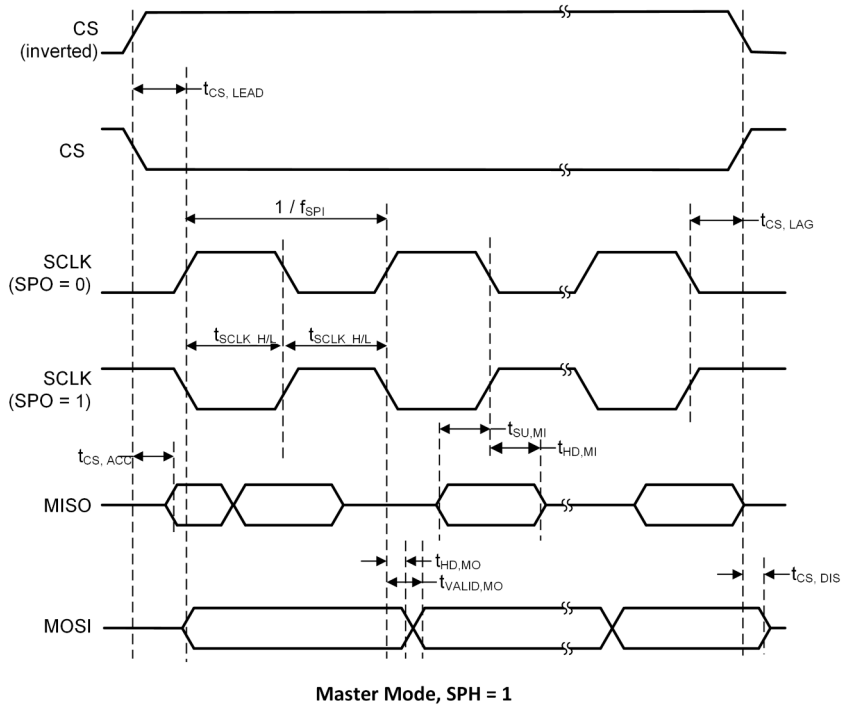 CS
(inverted)
tCS, LEAD
CS
1 / fSPI
tCS, LAG
SCLK
(SPO = 0)
tSCLK_H/L tSCLK_H/L
SCLK
(SPO = 1)
tSU,MI
tHD,MI
tCS, ACC
MISO
tHD,MO
tVALID,MO
tCS, DIS
MOSI
Master Mode, SPH = 1